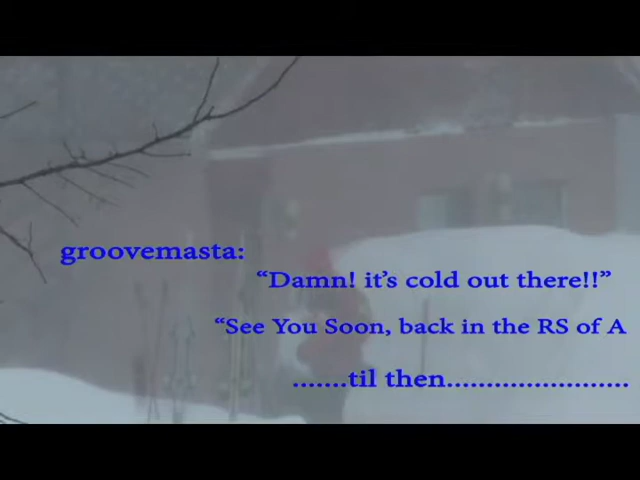 groovemasta:
“Damn! it’s cold out there!!”
“See You Soon, back in the RS of A
.......til then.......................